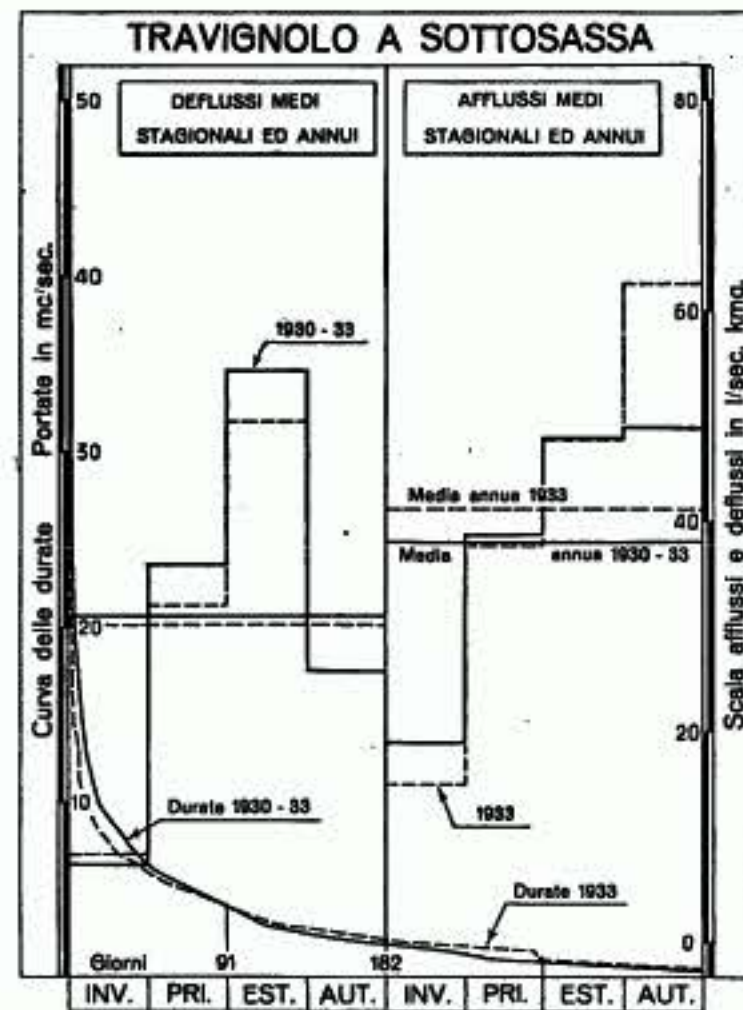 TRAVIGNOLO A SOTTOSASSA
DEFLUSSI MEDI
STAGIONALI ED ANNUI
AFFLUSSI MEDI
STAGIONALI ED ANNUI
50
40
30
20
10
80
60
40
20
0
Curva delle durate Portate in mc/sec.
Scala afflussi e deflussi in l/sec. kmq.
1930 - 33
Media annua 1933
Media annua 1930 - 33
1933
Durate 1930 - 33
Durate 1933
Giorni 91 182
INV. PRI. EST. AUT. INV. PRI. EST. AUT.